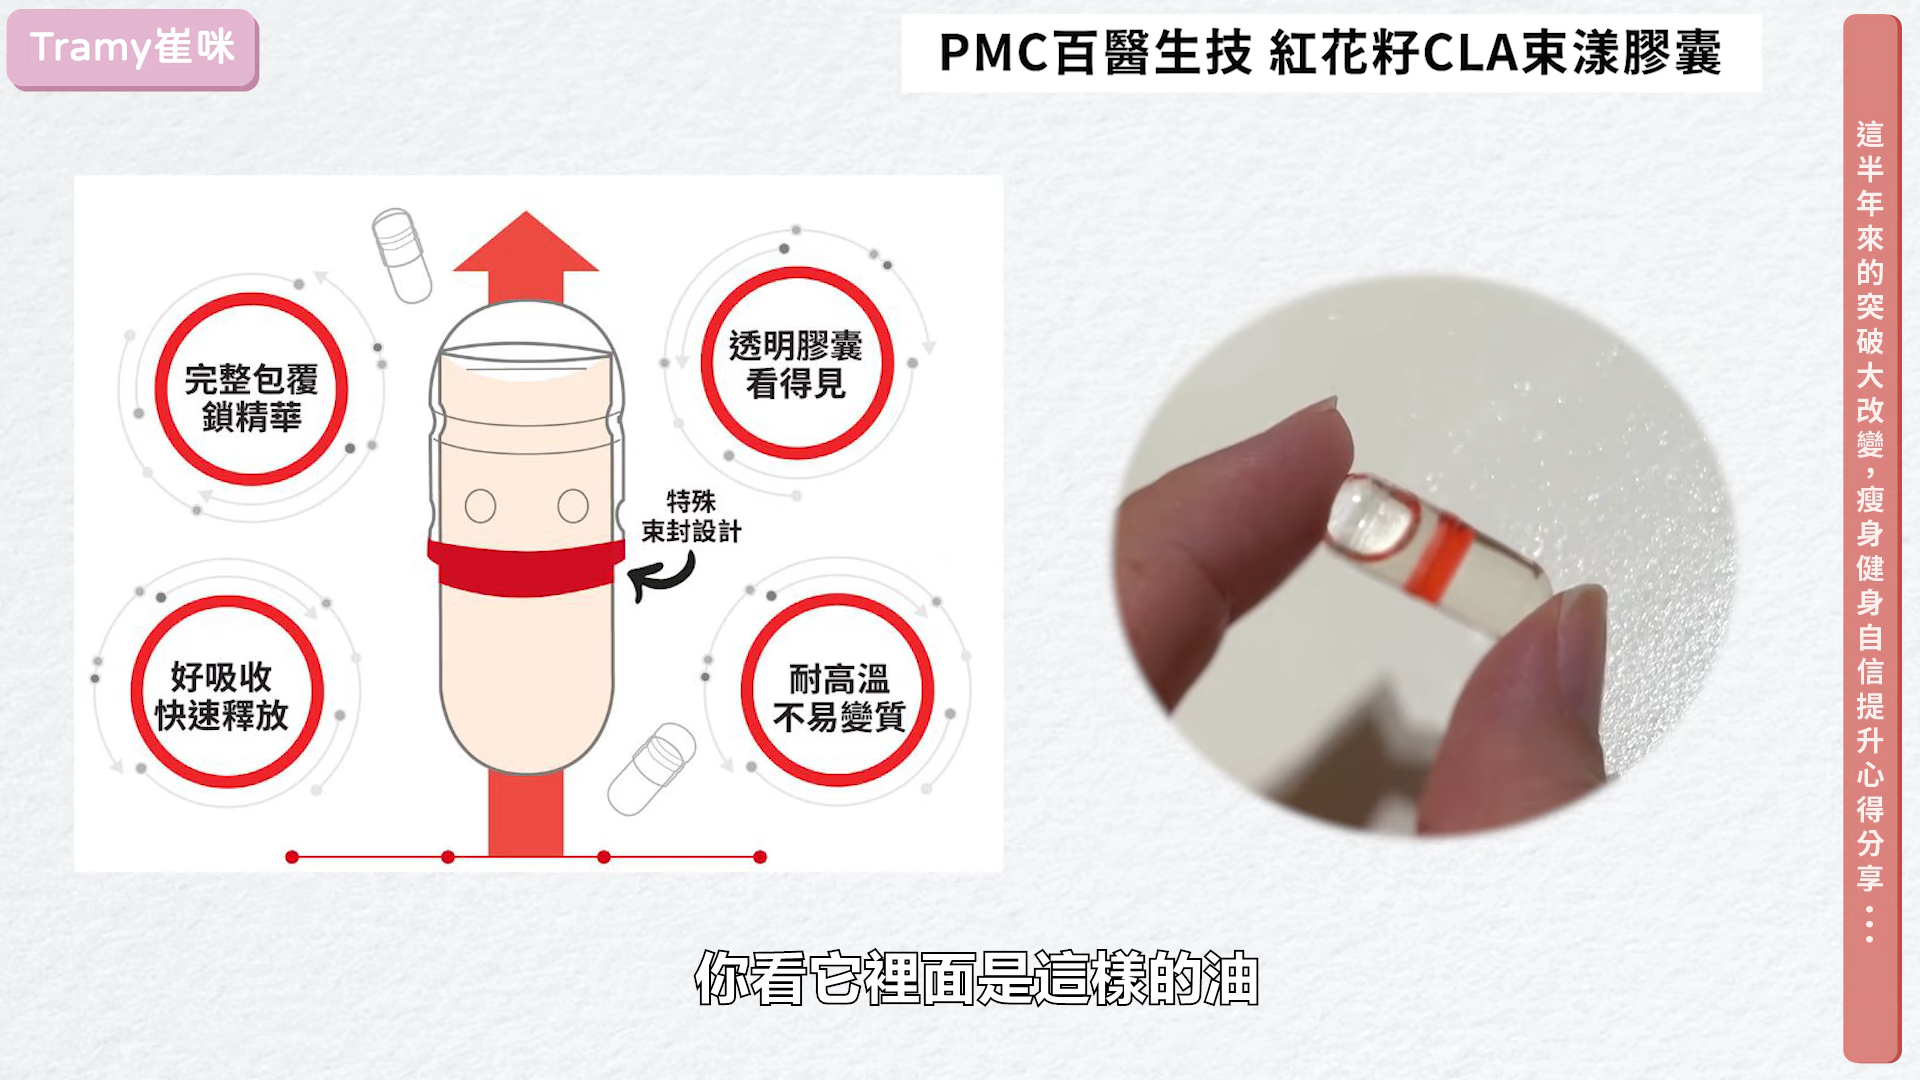 Tramy崔咪
PMC百醫生技 紅花籽CLA束漾膠囊
完整包覆
鎖精華
透明膠囊
看得見
特殊
束封設計
好吸收
快速釋放
耐高溫
不易變質
你看它裡面是這樣的油
這半年來的突破大改變，瘦身健身自信提升心得分享...